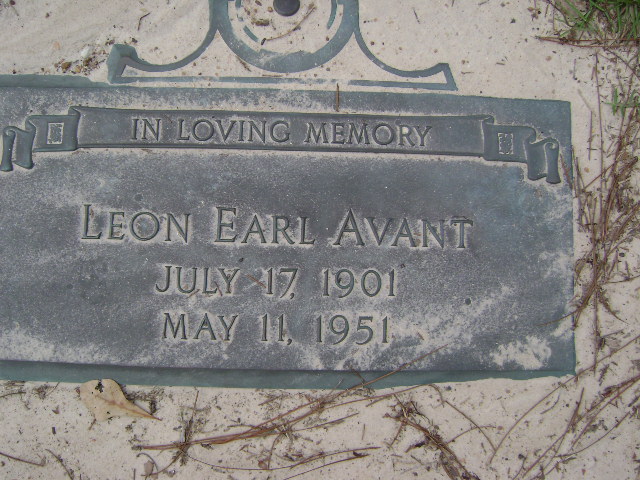 IN LOVING MEMORY
LEON EARL AVANT
JULY 17, 1901
MAY 11, 1951